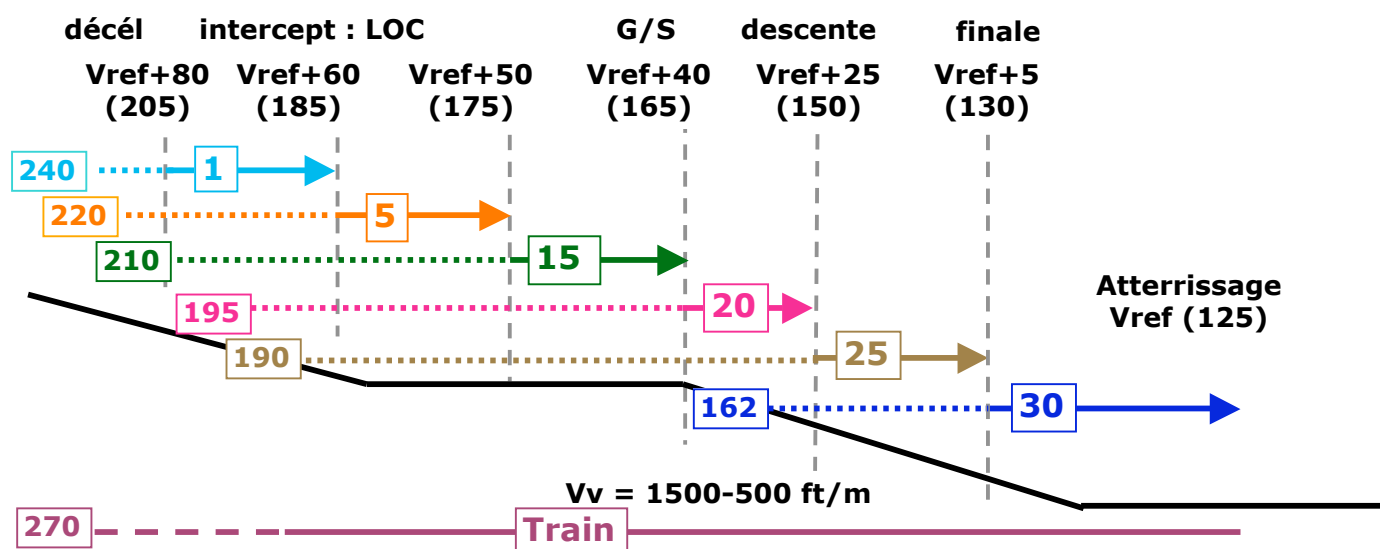 décél intercept : LOC G/S descente finale
Vref+80 Vref+60 Vref+50 Vref+40 Vref+25 Vref+5
(205) (185) (175) (165) (150) (130)
240 1
220 5
210 15
195 20
Atterrissage
Vref (125)
190 25
162 30
Vv = 1500-500 ft/m
270 Train